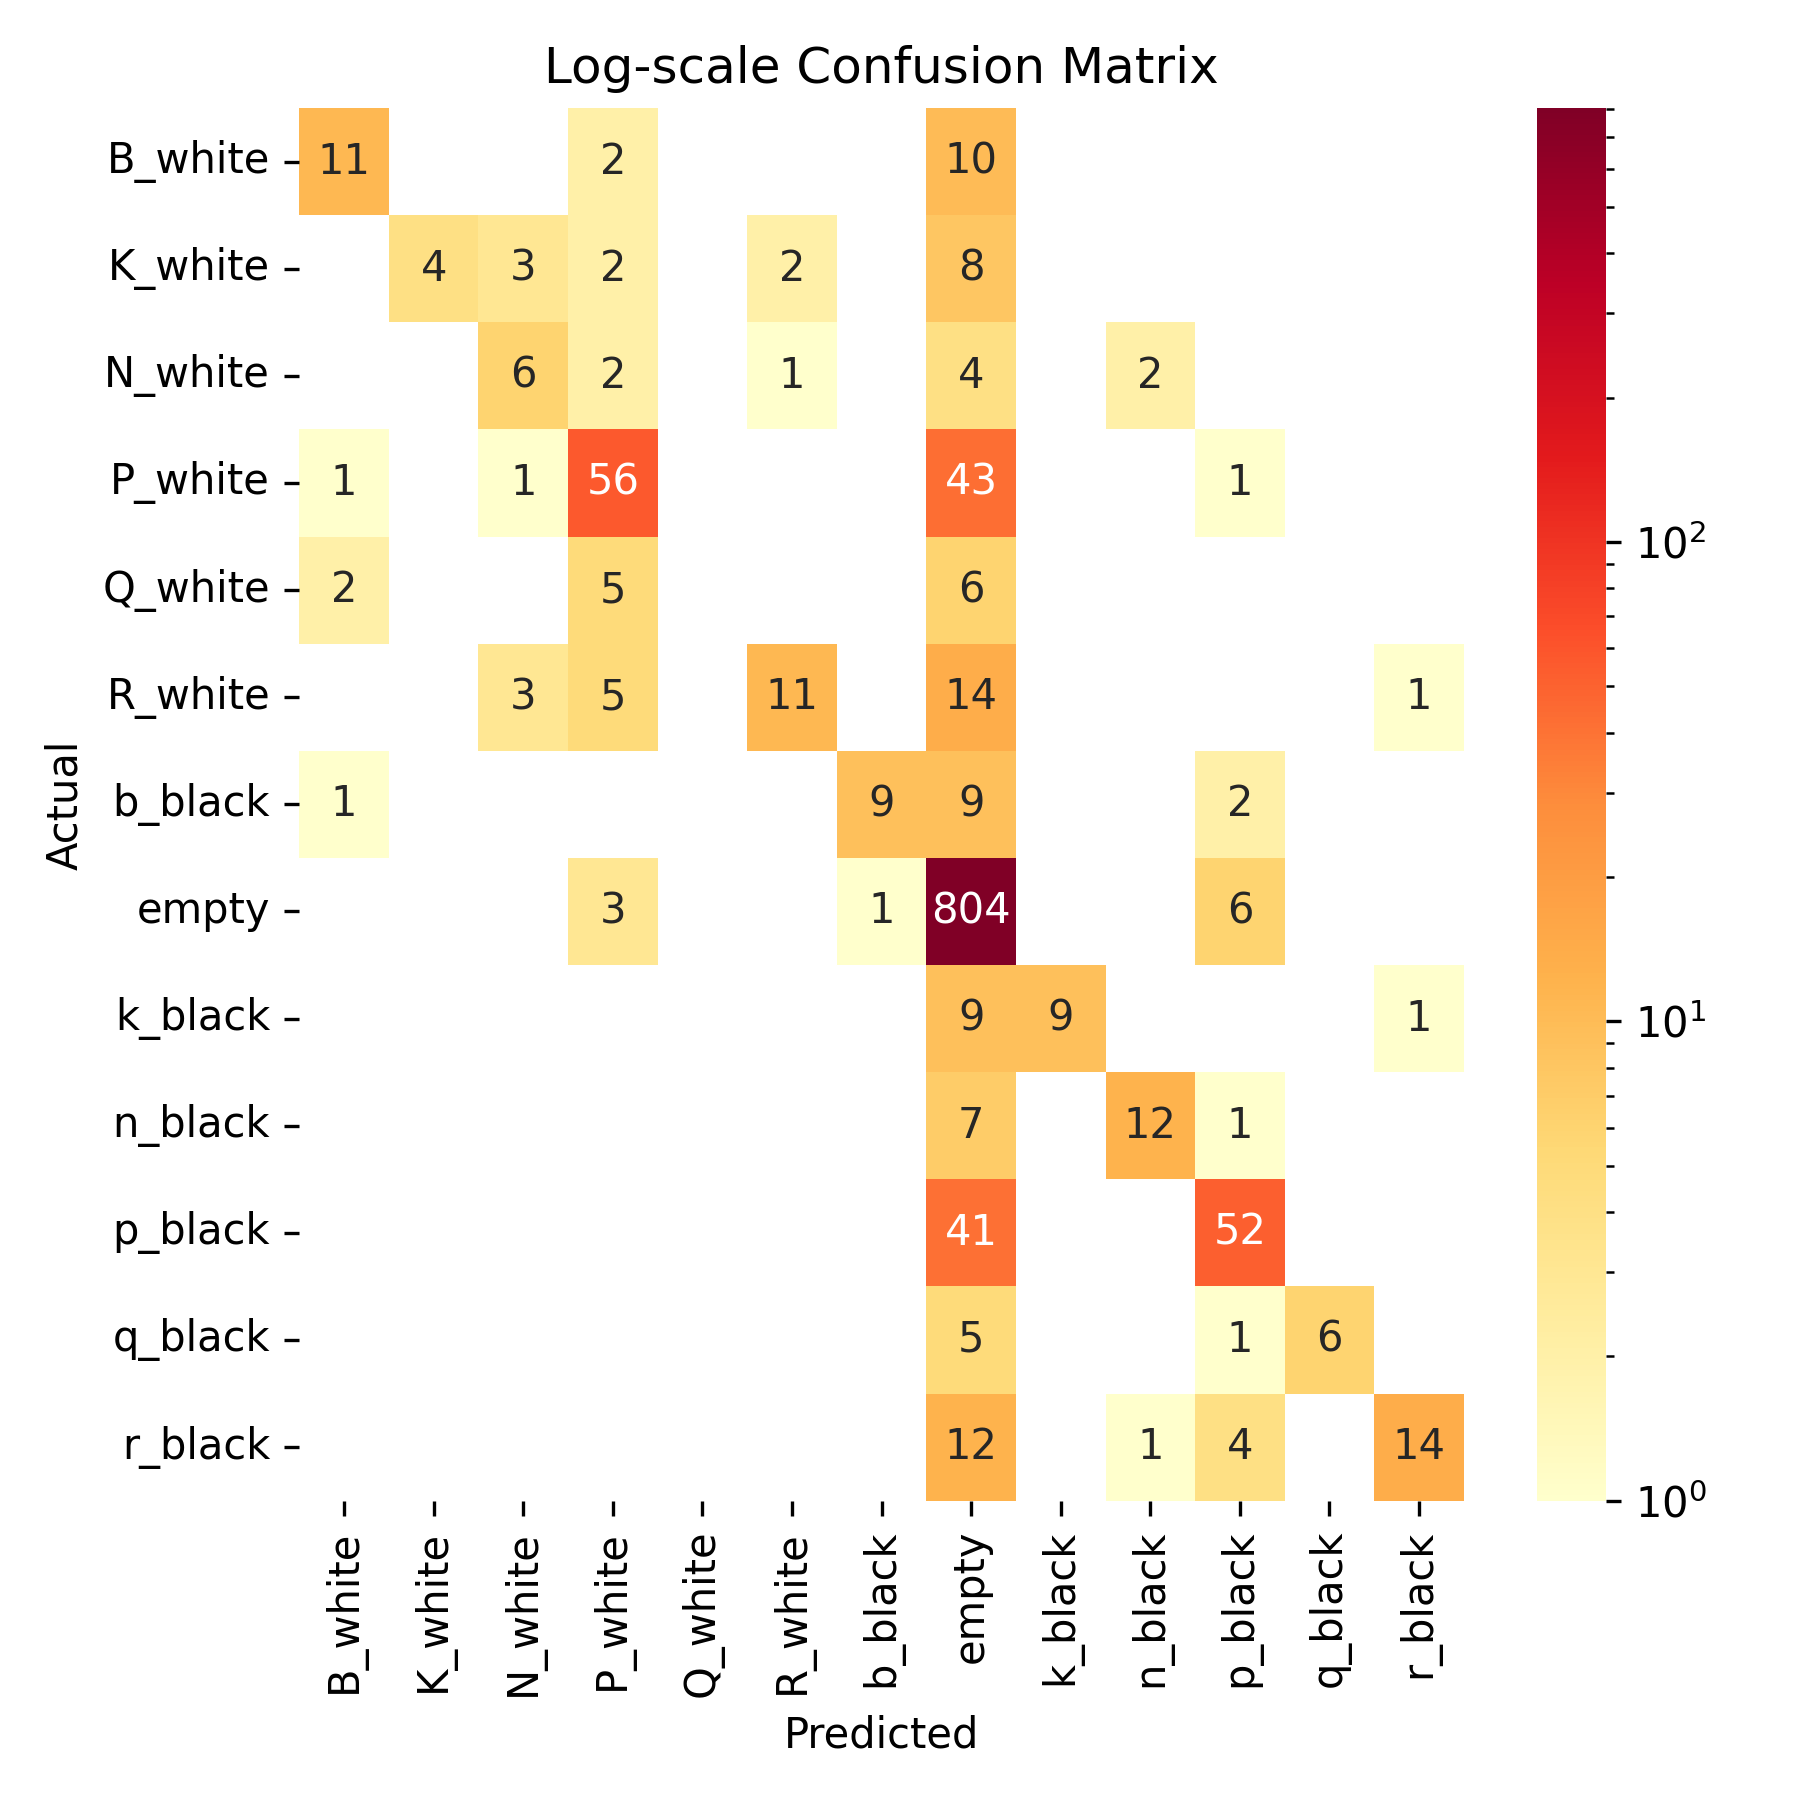 Log-scale Confusion Matrix
Actual
B_white 11 2 10
K_white 4 3 2 2 8
N_white 6 2 1 4 2
P_white 1 1 56 43 1
Q_white 2 5 6
R_white 3 5 11 14 1
b_black 1 9 9 2
empty 3 1 804 6
k_black 9 9 1
n_black 7 12 1
p_black 41 52
q_black 5 1 6
r_black 12 1 4 14
B_white K_white N_white P_white Q_white R_white b_black empty k_black n_black p_black q_black r_black
Predicted
10²
10¹
10⁰